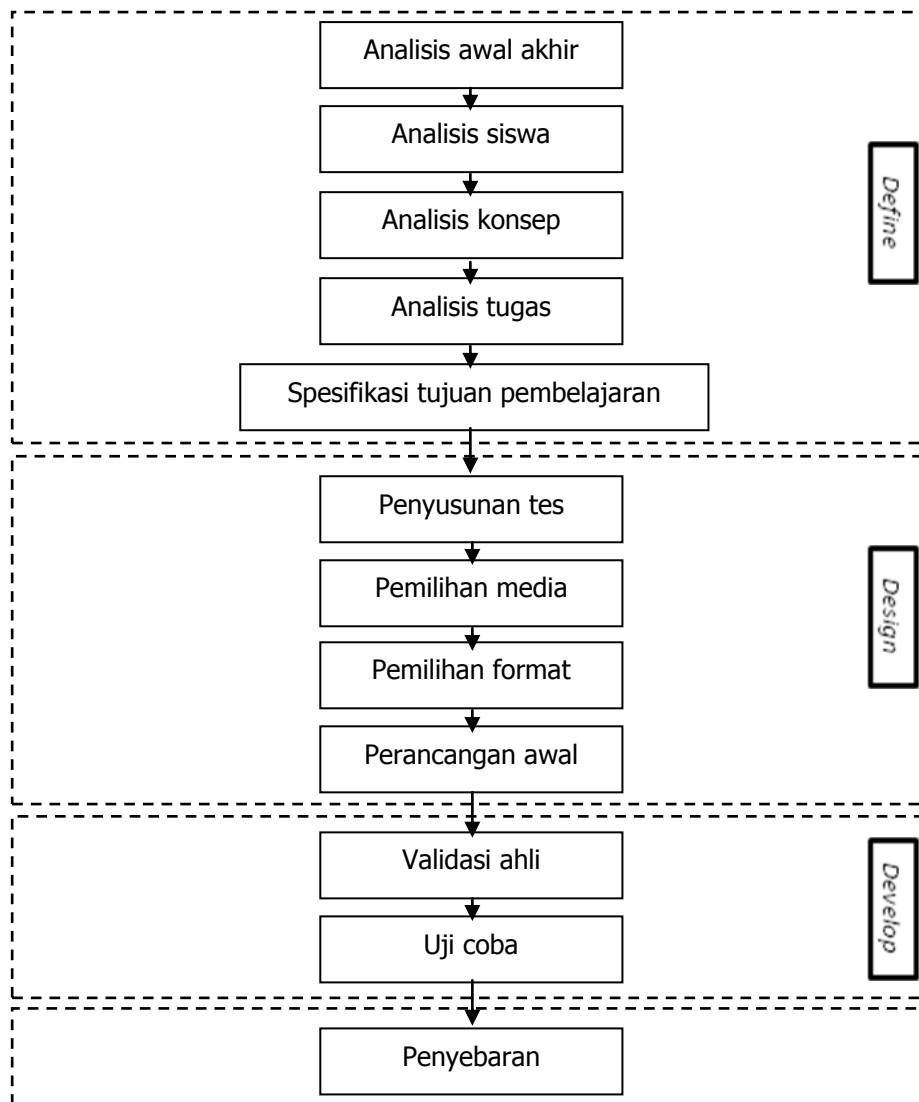 Analisis awal akhir
Analisis siswa
Analisis konsep
Analisis tugas
Spesifikasi tujuan pembelajaran
Define
Penyusunan tes
Pemilihan media
Pemilihan format
Perancangan awal
Design
Validasi ahli
Uji coba
Develop
Penyebaran